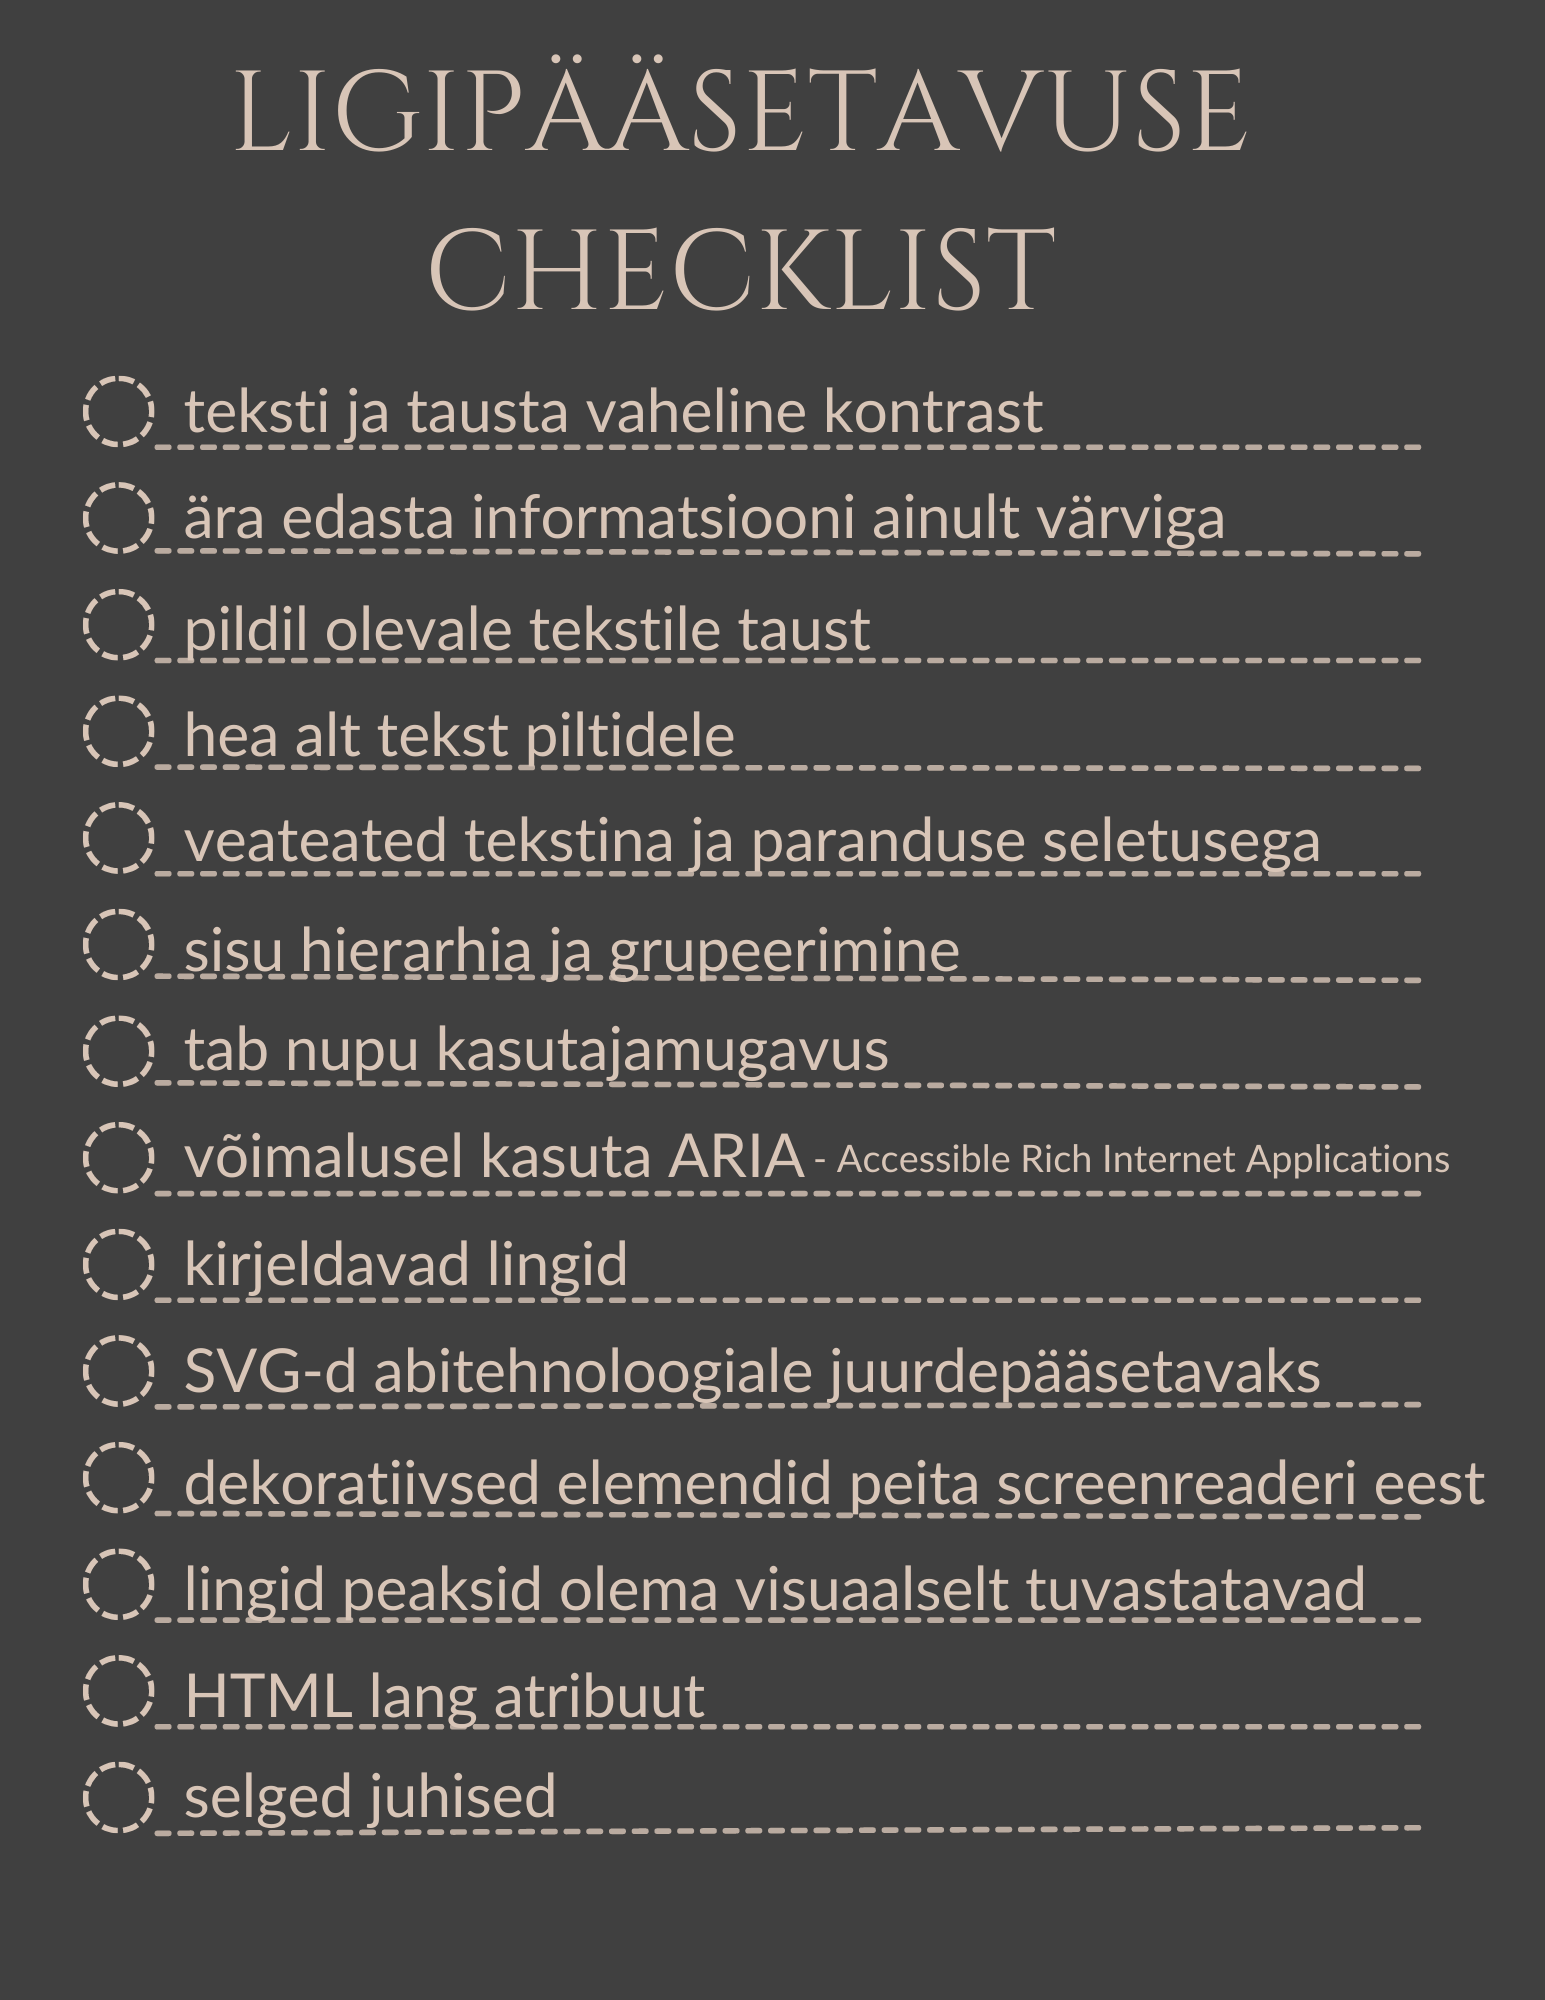 LIGIPÄÄSETAVUSE
CHECKLIST
teksti ja tausta vaheline kontrast
ära edasta informatsiooni ainult värviga
pildil olevale tekstile taust
hea alt tekst piltidele
veateated tekstina ja paranduse seletusega
sisu hierarhia ja grupeerimine
tab nupu kasutajamugavus
võimalusel kasuta ARIA - Accessible Rich Internet Applications
kirjeldavad lingid
SVG-d abitehnoloogiale juurdepääsetavaks
dekoratiivsed elemendid peita screenreaderi eest
lingid peaksid olema visuaalselt tuvastatavad
HTML lang atribuut
selged juhised